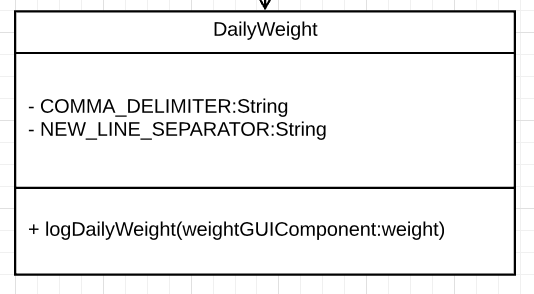 DailyWeight
- COMMA_DELIMITER:String
- NEW_LINE_SEPARATOR:String
+ logDailyWeight(weightGUIComponent:weight)